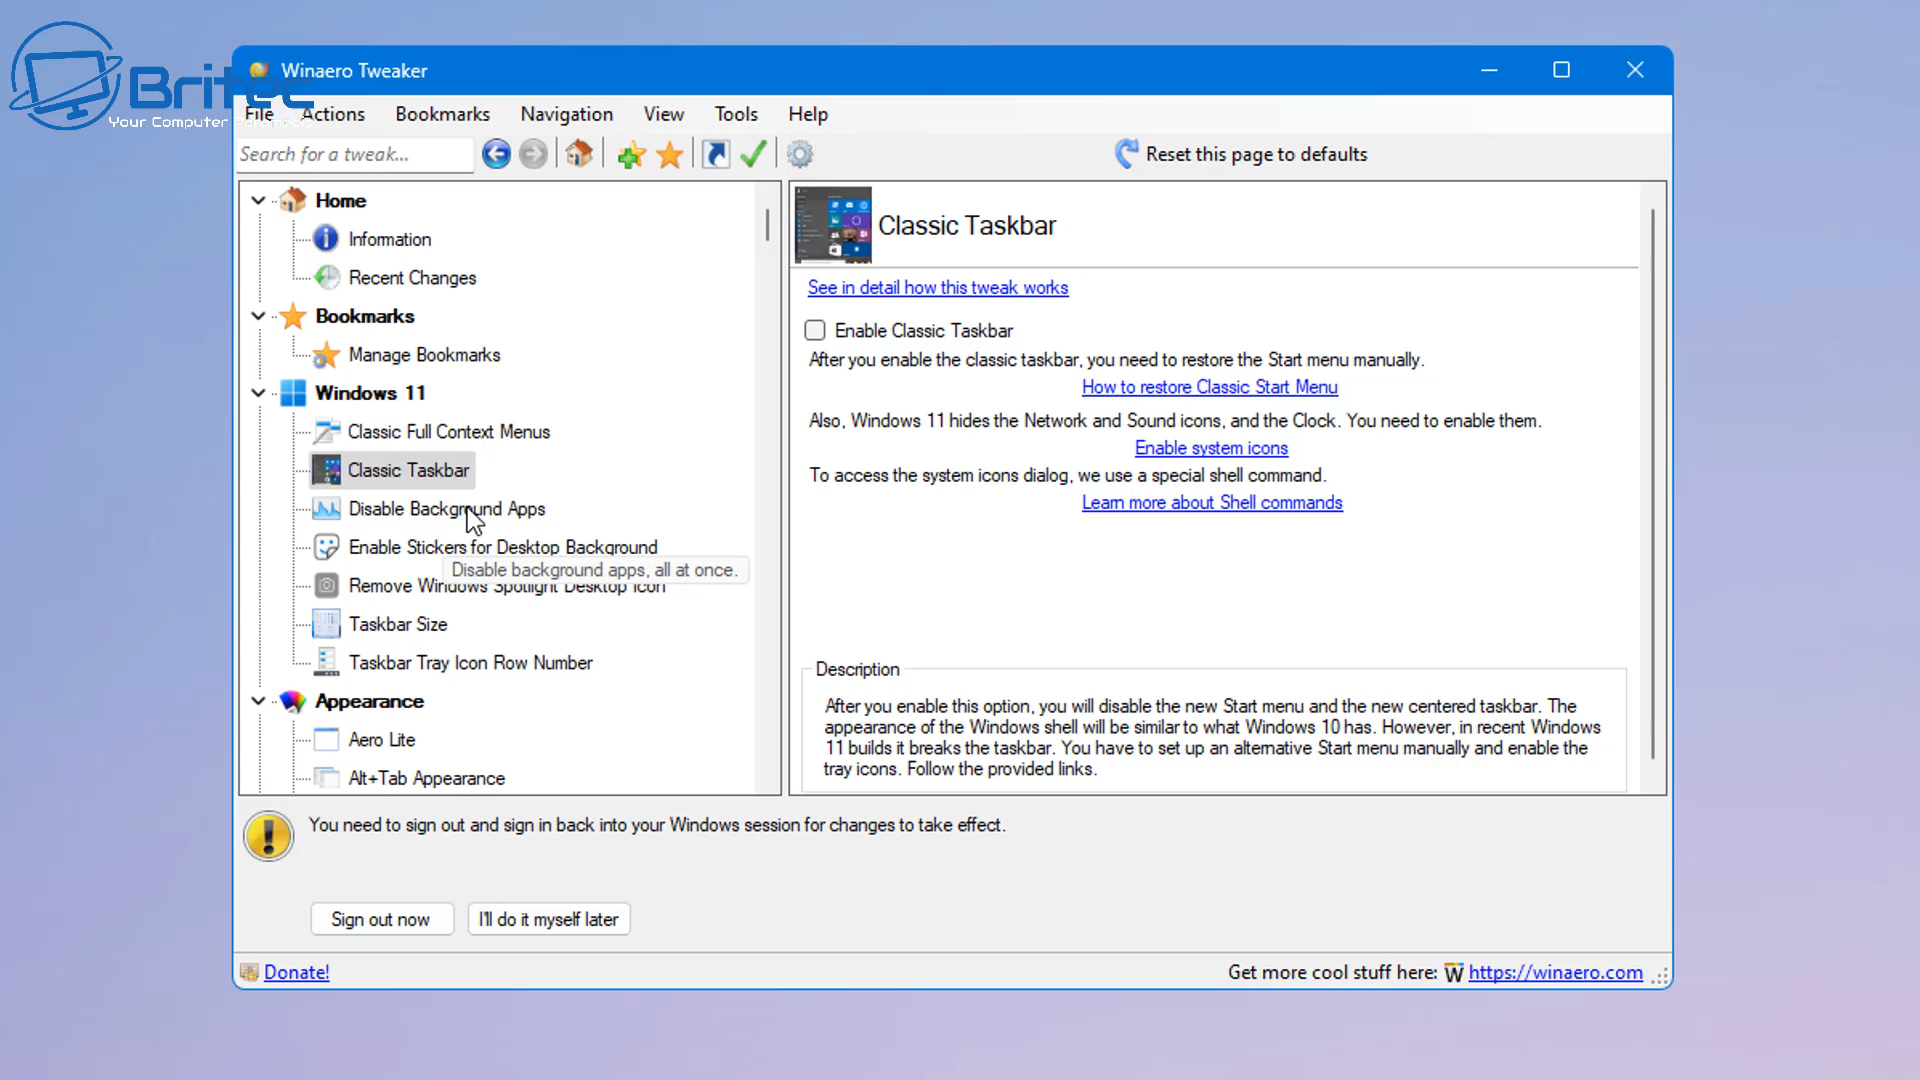 Britec
Your Computer
Winaero Tweaker
File Actions Bookmarks Navigation View Tools Help
Search for a tweak...
Reset this page to defaults
Home
Information
Recent Changes
Bookmarks
Manage Bookmarks
Windows 11
Classic Full Context Menus
Classic Taskbar
Disable Background Apps
Enable Stickers for Desktop Background
Disable background apps, all at once.
Remove Windows Spotlight Desktop Icon
Taskbar Size
Taskbar Tray Icon Row Number
Appearance
Aero Lite
Alt+Tab Appearance
Classic Taskbar
See in detail how this tweak works
Enable Classic Taskbar
After you enable the classic taskbar, you need to restore the Start menu manually.
How to restore Classic Start Menu
Also, Windows 11 hides the Network and Sound icons, and the Clock. You need to enable them.
Enable system icons
To access the system icons dialog, we use a special shell command.
Learn more about Shell commands
Description
After you enable this option, you will disable the new Start menu and the new centered taskbar. The
appearance of the Windows shell will be similar to what Windows 10 has. However, in recent Windows
11 builds it breaks the taskbar. You have to set up an alternative Start menu manually and enable the
tray icons. Follow the provided links.
You need to sign out and sign in back into your Windows session for changes to take effect.
Sign out now
I'll do it myself later
Donate!
Get more cool stuff here: W https://winaero.com